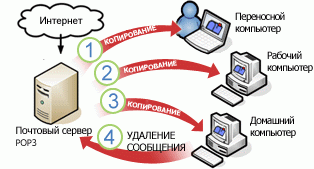 Интернет
1
КОПИРОВАНИЕ
Переносной
компьютер
2
КОПИРОВАНИЕ
Рабочий
компьютер
3
КОПИРОВАНИЕ
Домашний
компьютер
Почтовый сервер
POP3
4
УДАЛЕНИЕ
СООБЩЕНИЯ